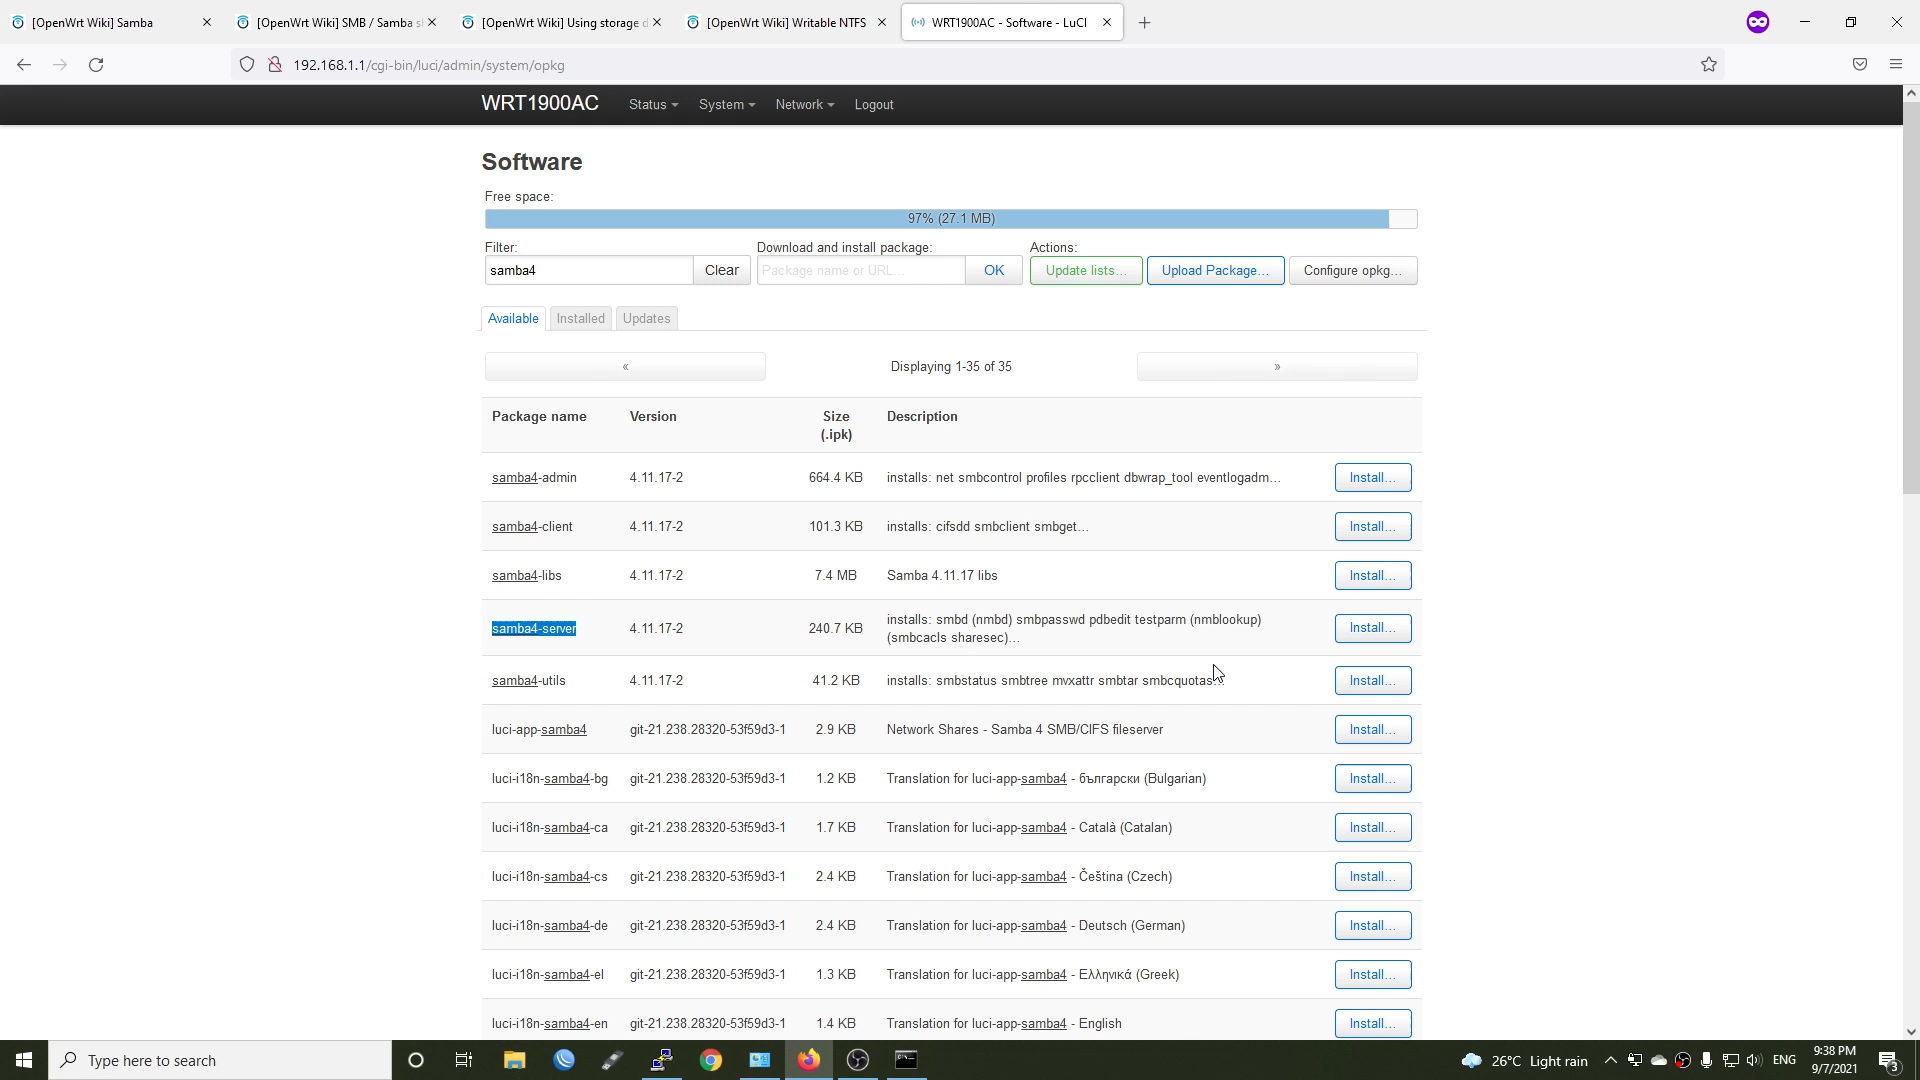 [OpenWrt Wiki] Samba
[OpenWrt Wiki] SMB / Samba s
[OpenWrt Wiki] Using storage d
[OpenWrt Wiki] Writable NTFS
WRT1900AC - Software - LuCI
192.168.1.1/cgi-bin/luci/admin/system/opkg
WRT1900AC
Status
System
Network
Logout
Software
Free space:
97% (27.1 MB)
Filter:
Download and install package:
Actions:
samba4
Clear
Package name or URL...
OK
Update lists...
Upload Package...
Configure opkg...
Available
Installed
Updates
«
Displaying 1-35 of 35
»
Package name Version Size (.ipk) Description
samba4-admin 4.11.17-2 664.4 KB installs: net smbcontrol profiles rpcclient dbwrap_tool eventlogadm... Install...
samba4-client 4.11.17-2 101.3 KB installs: cifsdd smbclient smbget... Install...
samba4-libs 4.11.17-2 7.4 MB Samba 4.11.17 libs Install...
samba4-server 4.11.17-2 240.7 KB installs: smbd (nmbd) smbpasswd pdbedit testparm (nmblookup) (smbcacls sharesec)... Install...
samba4-utils 4.11.17-2 41.2 KB installs: smbstatus smbtree mvxattr smbtar smbcquotas... Install...
luci-app-samba4 git-21.238.28320-53f59d3-1 2.9 KB Network Shares - Samba 4 SMB/CIFS fileserver Install...
luci-i18n-samba4-bg git-21.238.28320-53f59d3-1 1.2 KB Translation for luci-app-samba4 - български (Bulgarian) Install...
luci-i18n-samba4-ca git-21.238.28320-53f59d3-1 1.7 KB Translation for luci-app-samba4 - Català (Catalan) Install...
luci-i18n-samba4-cs git-21.238.28320-53f59d3-1 2.4 KB Translation for luci-app-samba4 - Čeština (Czech) Install...
luci-i18n-samba4-de git-21.238.28320-53f59d3-1 2.4 KB Translation for luci-app-samba4 - Deutsch (German) Install...
luci-i18n-samba4-el git-21.238.28320-53f59d3-1 1.3 KB Translation for luci-app-samba4 - Ελληνικά (Greek) Install...
luci-i18n-samba4-en git-21.238.28320-53f59d3-1 1.4 KB Translation for luci-app-samba4 - English Install...
Type here to search
26°C Light rain
ENG
9:38 PM
9/7/2021
3